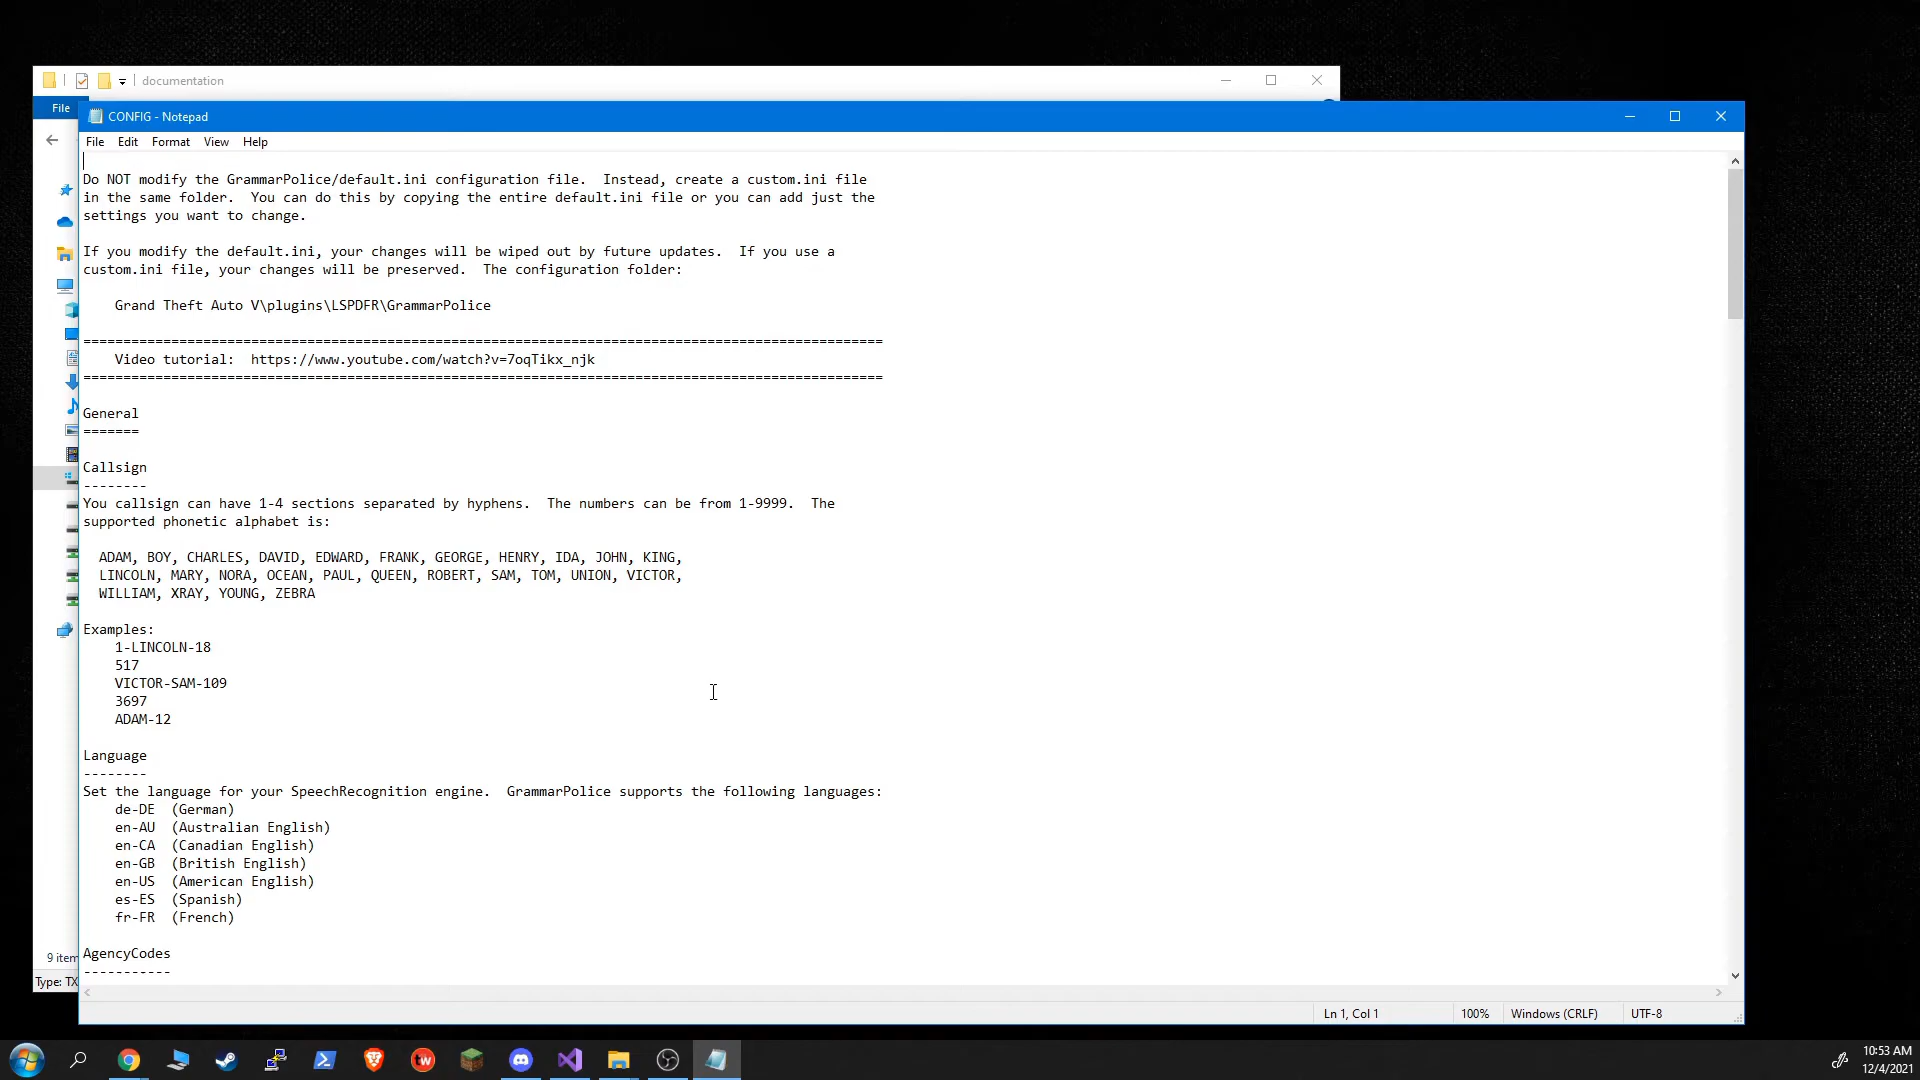 documentation
File
CONFIG - Notepad
File Edit Format View Help
Do NOT modify the GrammarPolice/default.ini configuration file.  Instead, create a custom.ini file
in the same folder.  You can do this by copying the entire default.ini file or you can add just the
settings you want to change.
If you modify the default.ini, your changes will be wiped out by future updates.  If you use a
custom.ini file, your changes will be preserved.  The configuration folder:
Grand Theft Auto V\plugins\LSPDFR\GrammarPolice
====================================================================================================
Video tutorial:  https://www.youtube.com/watch?v=7oqTikx_njk
====================================================================================================
General
=======
Callsign
--------
You callsign can have 1-4 sections separated by hyphens.  The numbers can be from 1-9999.  The
supported phonetic alphabet is:
ADAM, BOY, CHARLES, DAVID, EDWARD, FRANK, GEORGE, HENRY, IDA, JOHN, KING,
LINCOLN, MARY, NORA, OCEAN, PAUL, QUEEN, ROBERT, SAM, TOM, UNION, VICTOR,
WILLIAM, XRAY, YOUNG, ZEBRA
Examples:
1-LINCOLN-18
517
VICTOR-SAM-109
3697
ADAM-12
Language
--------
Set the language for your SpeechRecognition engine.  GrammarPolice supports the following languages:
de-DE  (German)
en-AU  (Australian English)
en-CA  (Canadian English)
en-GB  (British English)
en-US  (American English)
es-ES  (Spanish)
fr-FR  (French)
AgencyCodes
-----------
9 item
Type: TX
Ln 1, Col 1 100% Windows (CRLF) UTF-8
tw
10:53 AM
12/4/2021